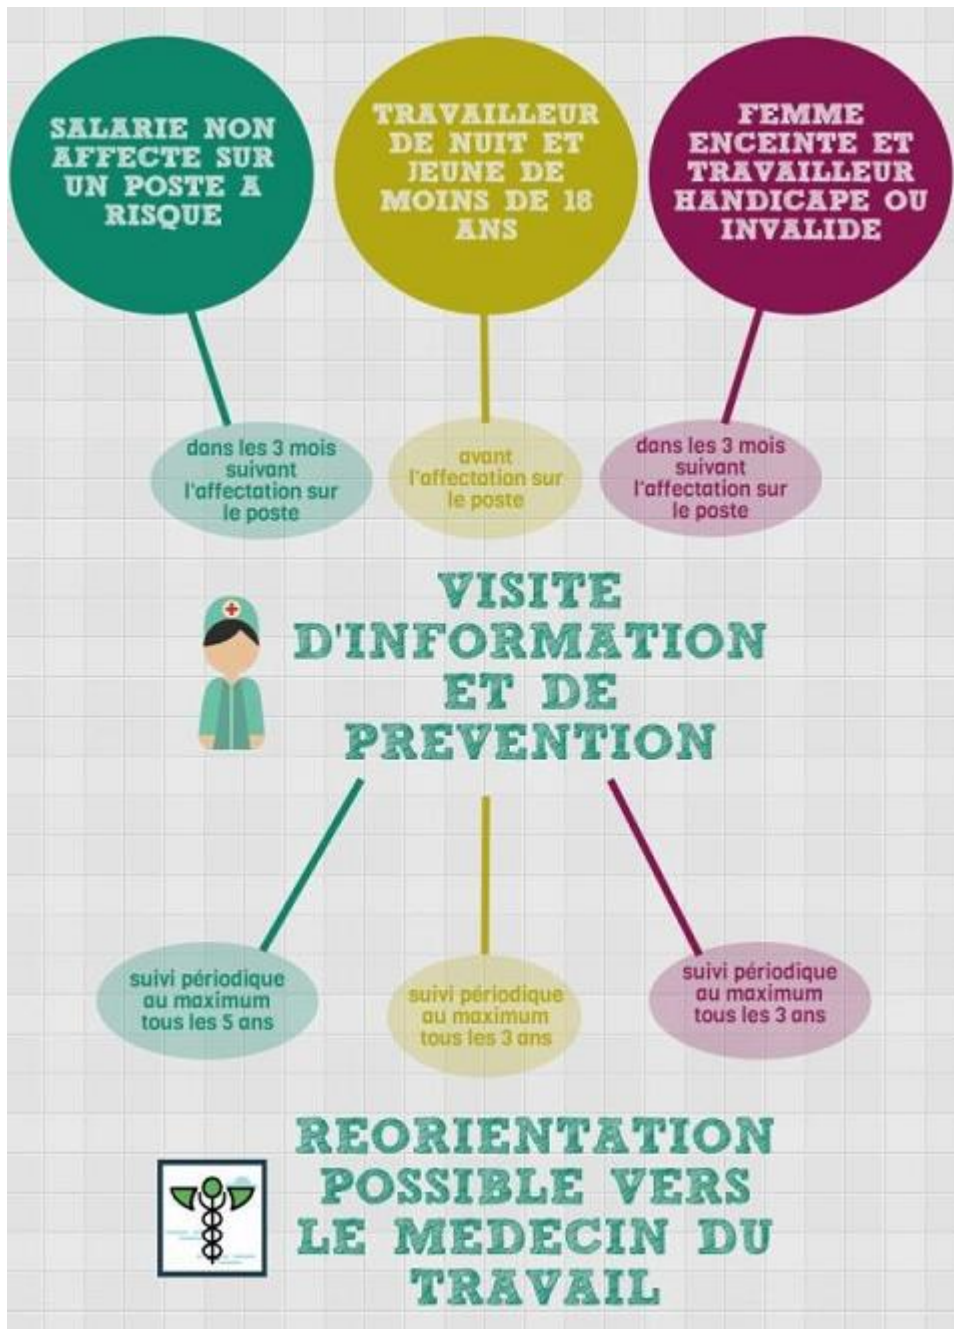 SALARIE NON
AFFECTE SUR
UN POSTE A
RISQUE
TRAVAILLEUR
DE NUIT ET
JEUNE DE
MOINS DE 18
ANS
FEMME
ENCEINTE ET
TRAVAILLEUR
HANDICAPE OU
INVALIDE
dans les 3 mois
suivant
l'affectation sur
le poste
avant
l'affectation sur
le poste
dans les 3 mois
suivant
l'affectation sur
le poste
VISITE
D'INFORMATION
ET DE
PREVENTION
suivi périodique
au maximum
tous les 5 ans
suivi périodique
au maximum
tous les 3 ans
suivi périodique
au maximum
tous les 3 ans
REORIENTATION
POSSIBLE VERS
LE MEDECIN DU
TRAVAIL